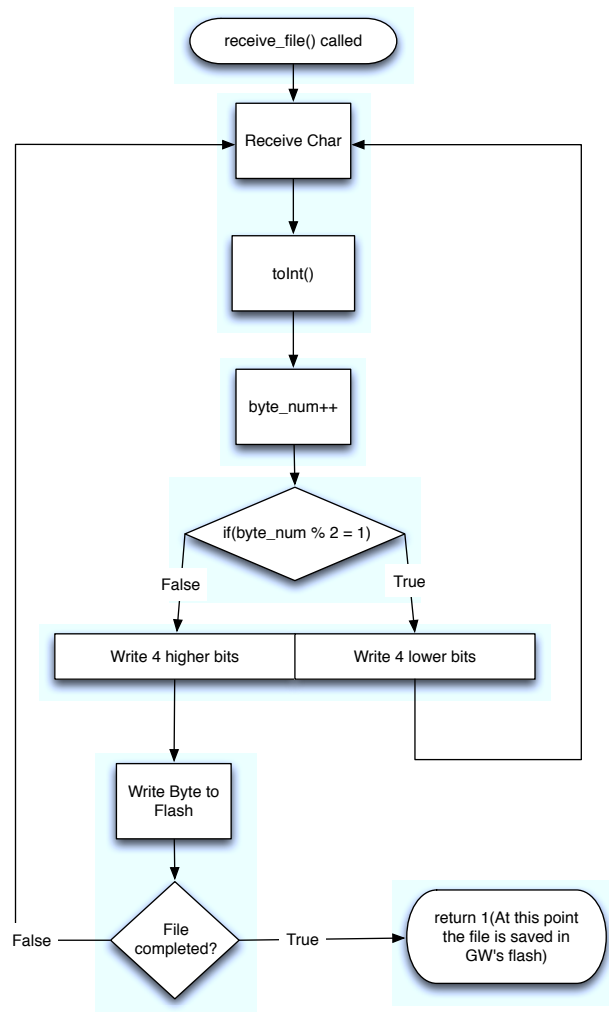 receive_file() called
Receive Char
toInt()
byte_num++
if(byte_num % 2 = 1)
False
True
Write 4 higher bits
Write 4 lower bits
Write Byte to
Flash
File
completed?
False
True
return 1(At this point
the file is saved in
GW's flash)